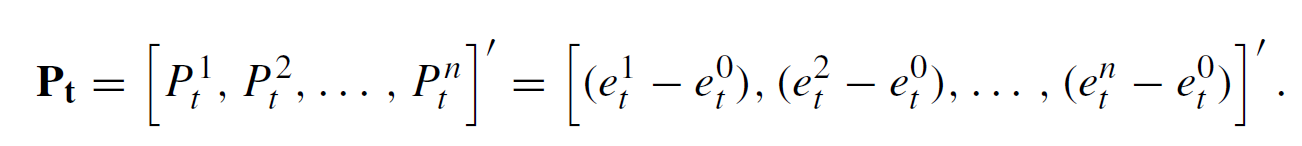 $\mathbf{P_t} = \left[ P_t^1, P_t^2, \ldots, P_t^n \right]' = \left[ (e_t^1 - e_t^0), (e_t^2 - e_t^0), \ldots, (e_t^n - e_t^0) \right]'.$